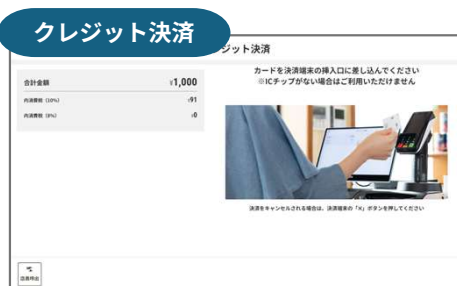 クレジット決済
ジット決済
合計金額 ¥1,000
内消費税 (10%) ¥91
内消費税 (8%) ¥0
カードを決済端末の挿入口に差し込んでください
※ICチップがない場合はご利用いただけません
決済をキャンセルされる場合は、決済端末の「X」ボタンを押してください
店員呼出